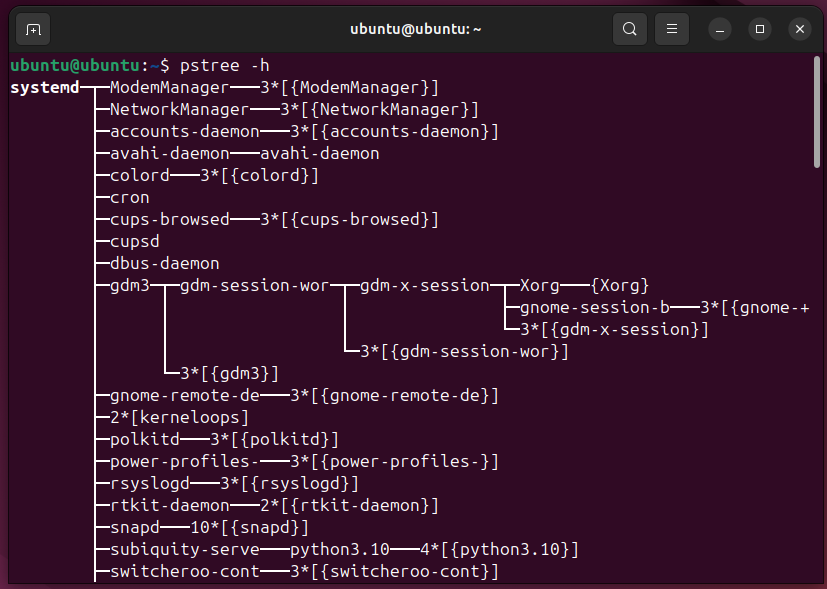 ubuntu@ubuntu: ~
ubuntu@ubuntu:~$ pstree -h
systemd─┬─ModemManager───3*[{ModemManager}]
        ├─NetworkManager───3*[{NetworkManager}]
        ├─accounts-daemon───3*[{accounts-daemon}]
        ├─avahi-daemon───avahi-daemon
        ├─colord───3*[{colord}]
        ├─cron
        ├─cups-browsed───3*[{cups-browsed}]
        ├─cupsd
        ├─dbus-daemon
        ├─gdm3─┬─gdm-session-wor─┬─gdm-x-session─┬─Xorg───{Xorg}
        │      │                 │               ├─gnome-session-b───3*[{gnome-+
        │      │                 │               └─3*[{gdm-x-session}]
        │      │                 └─3*[{gdm-session-wor}]
        │      └─3*[{gdm3}]
        ├─gnome-remote-de───3*[{gnome-remote-de}]
        ├─2*[kerneloops]
        ├─polkitd───3*[{polkitd}]
        ├─power-profiles-───3*[{power-profiles-}]
        ├─rsyslogd───3*[{rsyslogd}]
        ├─rtkit-daemon───2*[{rtkit-daemon}]
        ├─snapd───10*[{snapd}]
        ├─subiquity-serve───python3.10───4*[{python3.10}]
        ├─switcheroo-cont───3*[{switcheroo-cont}]